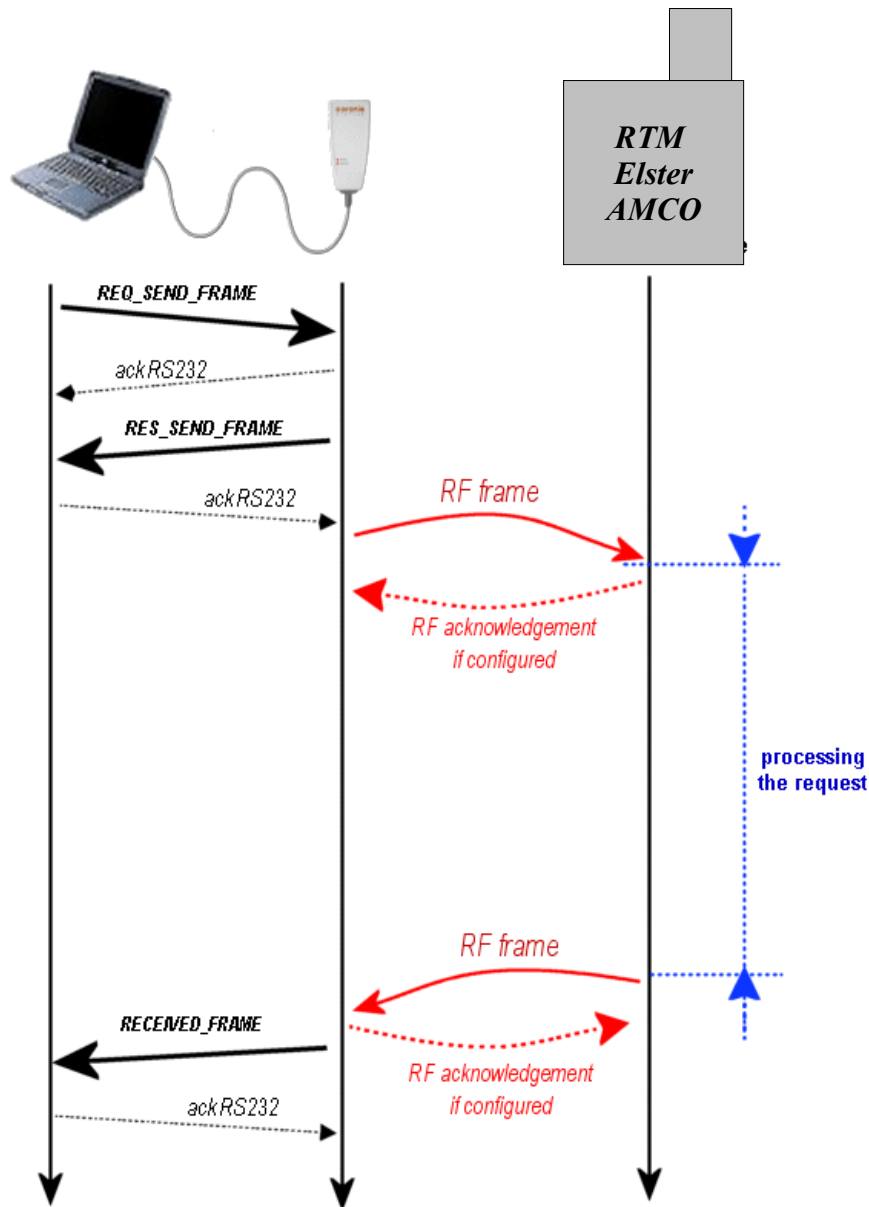 RTM
Elster
AMCO
e
REQ_SEND_FRAME
ackRS232
RES_SEND_FRAME
ackRS232
RF frame
RF acknowledgement
if configured
processing
the request
RF frame
RECEIVED_FRAME
RF acknowledgement
if configured
ackRS232